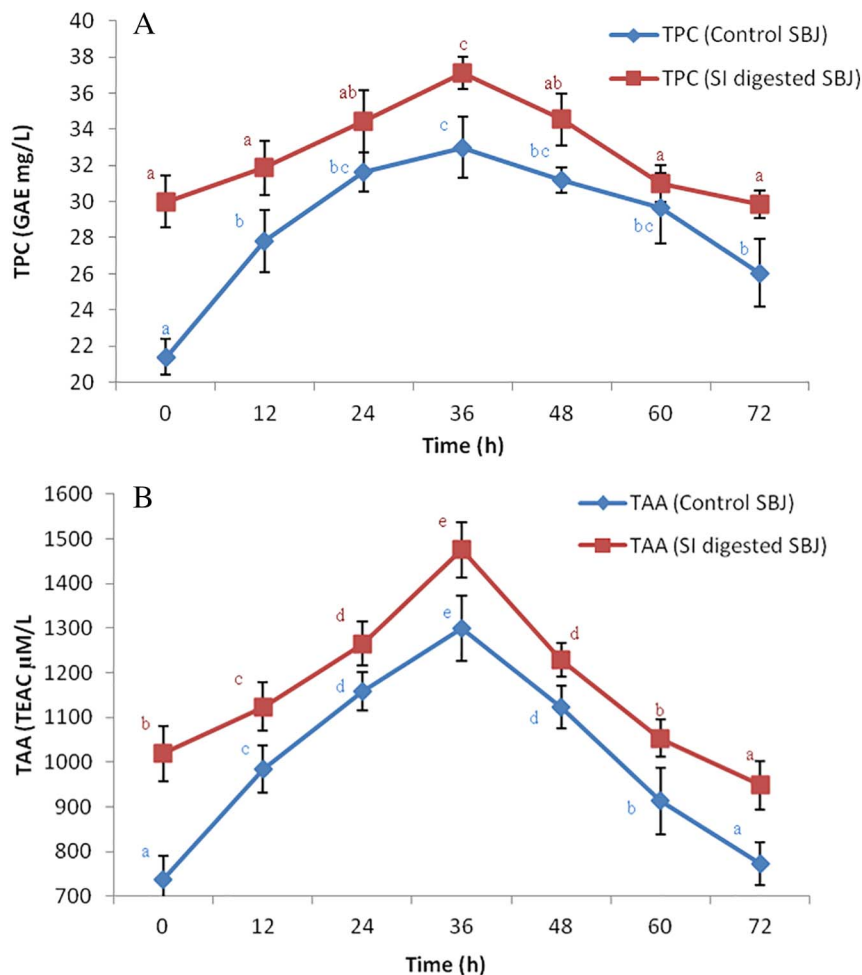 A
TPC (Control SBJ)
TPC (SI digested SBJ)
TPC (GAE mg/L)
40
38
36
34
32
30
28
26
24
22
20
a
a
ab
c
ab
a
a
a
b
bc
c
bc
bc
b
0 12 24 36 48 60 72
Time (h)
B
TAA (Control SBJ)
TAA (SI digested SBJ)
TAA (TEAC µM/L)
1600
1500
1400
1300
1200
1100
1000
900
800
700
b
c
d
e
d
b
a
a
c
d
e
d
b
a
0 12 24 36 48 60 72
Time (h)